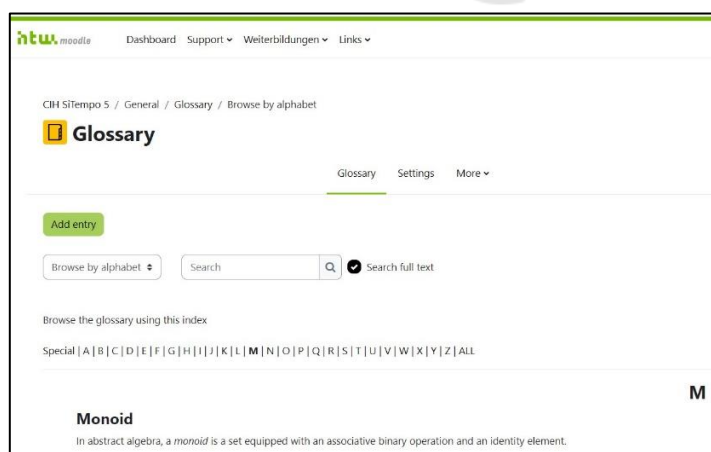 htw. moodle Dashboard Support Weiterbildungen Links
CIH SiTempo 5 / General / Glossary / Browse by alphabet
Glossary
Glossary Settings More
Add entry
Browse by alphabet Search Search full text
Browse the glossary using this index
Special | A | B | C | D | E | F | G | H | I | J | K | L | M | N | O | P | Q | R | S | T | U | V | W | X | Y | Z | ALL
M
Monoid
In abstract algebra, a monoid is a set equipped with an associative binary operation and an identity element.